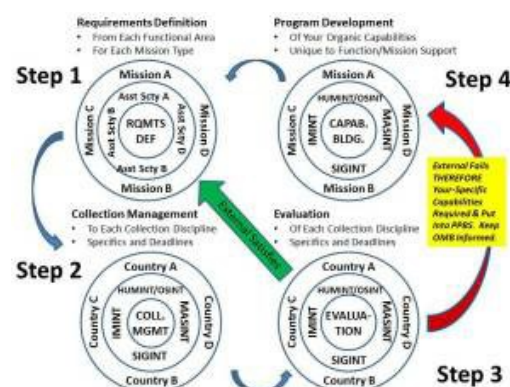 Requirements Definition
• From Each Functional Area
• For Each Mission Type
Step 1
Mission A
Asst Scty A
Mission C
Asst Scty B
RQMTS
DEF
Asst Scty D
Mission D
Asst Scty B
Mission B
Program Development
• Of Your Organic Capabilities
• Unique to Function/Mission Support
Step 4
Mission A
HUMINT/OSINT
Mission C
IMINT
CAPAB.
BLDG.
MASINT
Mission D
SIGINT
Mission B
External Fails
THEREFORE
Your-Specific
Capabilities
Required & Put
Into PPBS. Keep
OMB Informed.
External Satisfies
Collection Management
• To Each Collection Discipline
• Specifics and Deadlines
Step 2
Country A
HUMINT/OSINT
Country C
IMINT
COLL.
MGMT
MASINT
Country D
SIGINT
Country B
Evaluation
• Of Each Collection Discipline
• Specifics and Deadlines
Country A
HUMINT/OSINT
Country C
IMINT
EVALUA-
TION
MASINT
Country D
SIGINT
Country B
Step 3